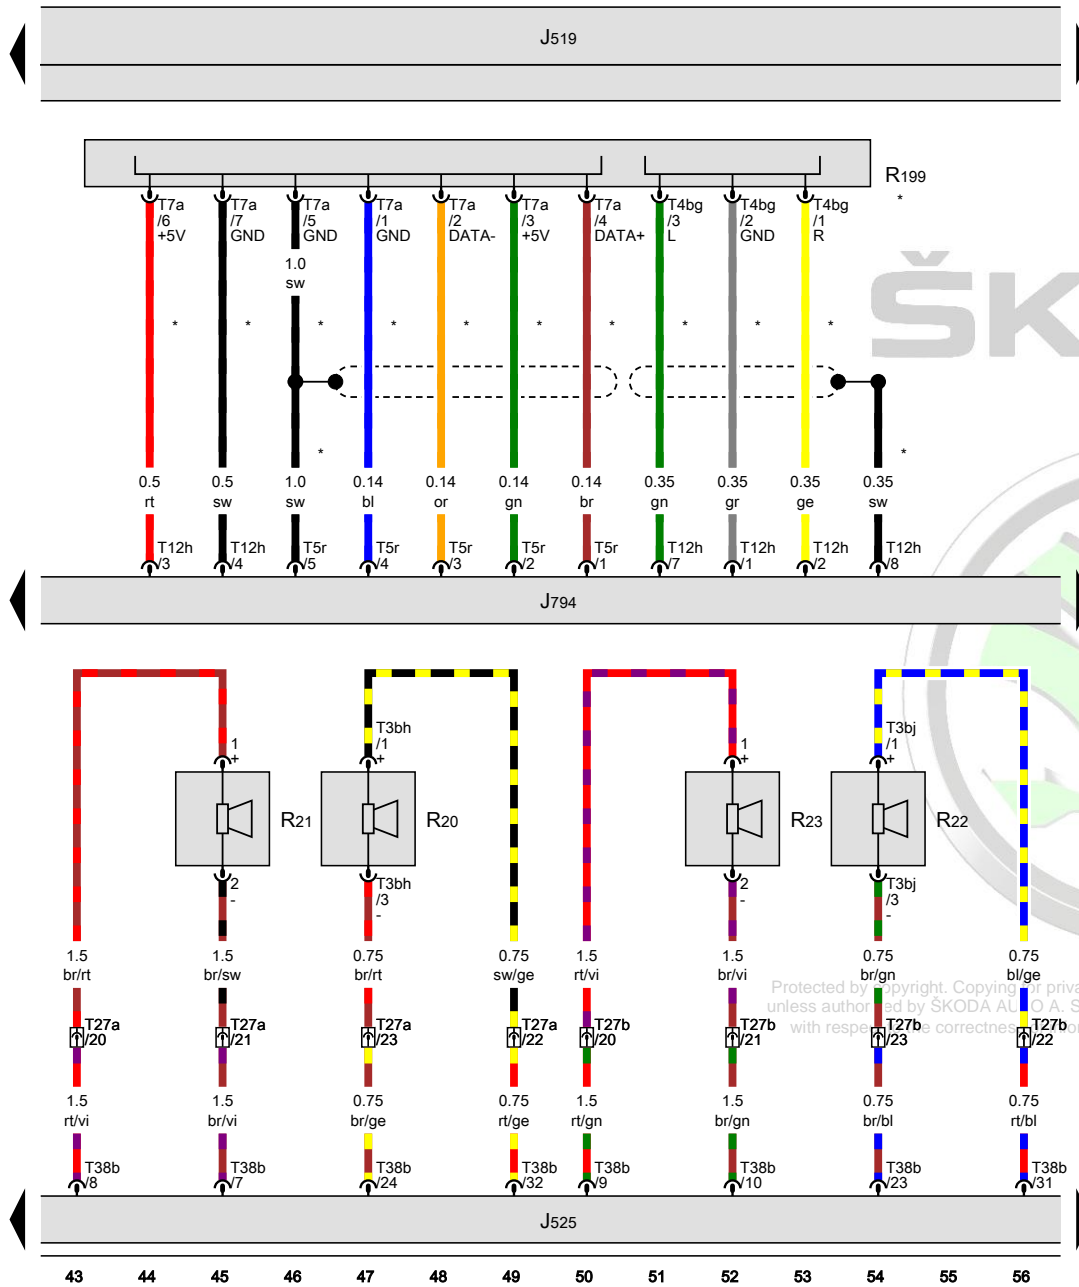 J519
R199
*
T7a T7a T7a T7a T7a T7a T7a T4bg T4bg T4bg
/6 /7 /5 /1 /2 /3 /4 /3 /2 /1
+5V GND GND GND DATA- +5V DATA+ L GND R
1.0
sw
ŠK
* * * * * * * * * *
* *
0.5 0.5 1.0 0.14 0.14 0.14 0.14 0.35 0.35 0.35 0.35
rt sw sw bl or gn br gn gr ge sw
T12h T12h T5r T5r T5r T5r T5r T12h T12h T12h T12h
/3 /4 /5 /4 /3 /2 /1 /7 /1 /2 /8
J794
1 T3bh 1 T3bj
+ /1 + /1
+ +
R21 R20 R23 R22
2 T3bh 2 T3bj
- /3 - /3
- -
1.5 1.5 0.75 0.75 1.5 1.5 0.75 0.75
br/rt br/sw br/rt sw/ge rt/vi br/vi br/gn bl/ge
Protected by copyright. Copying for priva
unless authorised by ŠKODA AUTO A. S
with respect the correctness
T27a T27a T27a T27a T27b T27b T27b T27b
/20 /21 /23 /22 /20 /21 /23 /22
1.5 1.5 0.75 0.75 1.5 1.5 0.75 0.75
rt/vi br/vi br/ge rt/ge rt/gn br/gn br/bl rt/bl
T38b T38b T38b T38b T38b T38b T38b T38b
/8 /7 /24 /32 /9 /10 /23 /31
J525
43 44 45 46 47 48 49 50 51 52 53 54 55 56